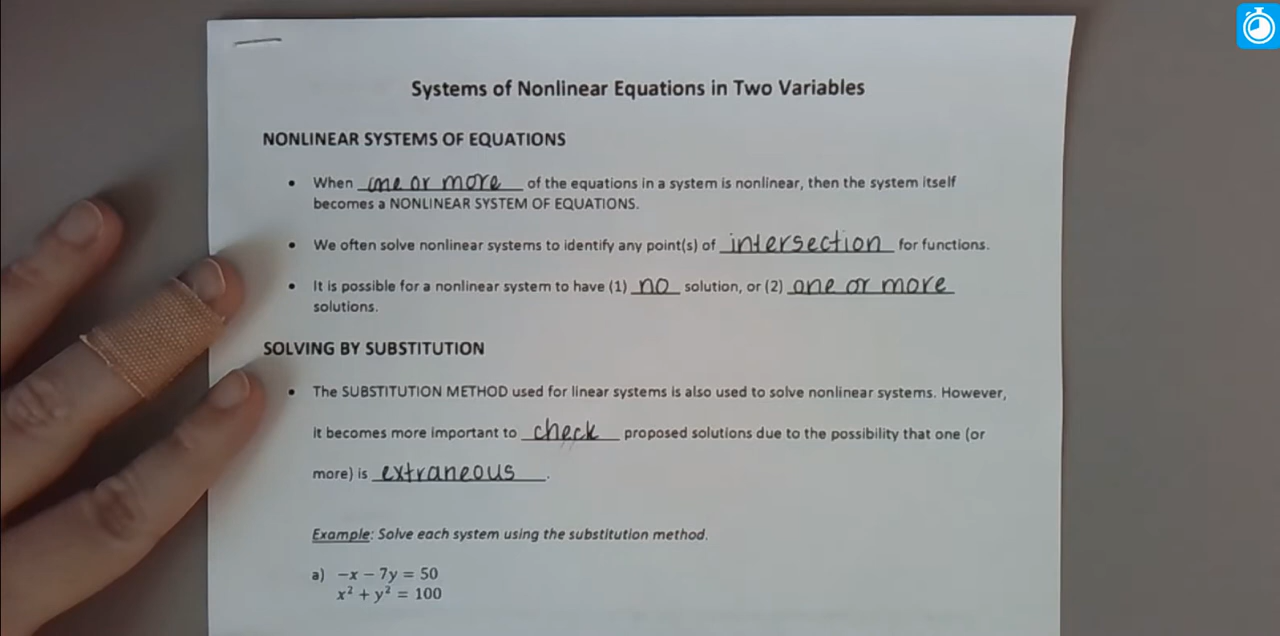 Systems of Nonlinear Equations in Two Variables
NONLINEAR SYSTEMS OF EQUATIONS
• When one or more of the equations in a system is nonlinear, then the system itself
becomes a NONLINEAR SYSTEM OF EQUATIONS.
• We often solve nonlinear systems to identify any point(s) of intersection for functions.
• It is possible for a nonlinear system to have (1) no solution, or (2) one or more
solutions.
SOLVING BY SUBSTITUTION
• The SUBSTITUTION METHOD used for linear systems is also used to solve nonlinear systems. However,
it becomes more important to check proposed solutions due to the possibility that one (or
more) is extraneous.
Example: Solve each system using the substitution method.
a) −x − 7y = 50
x² + y² = 100